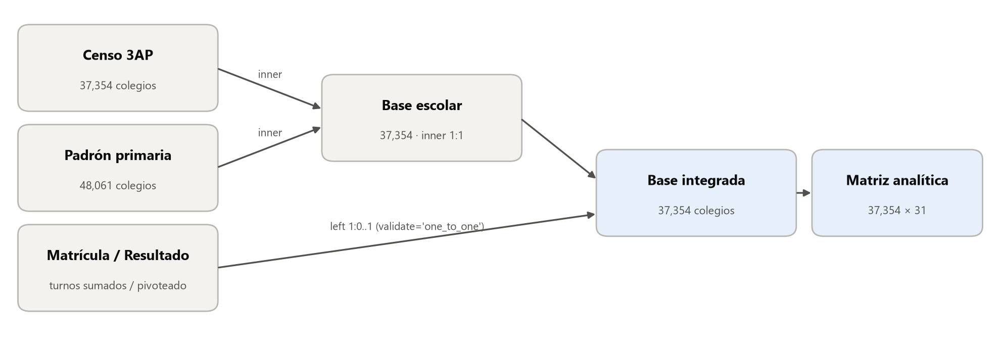 Censo 3AP
37,354 colegios
inner
Padrón primaria
48,061 colegios
inner
Base escolar
37,354 · inner 1:1
Matrícula / Resultado
turnos sumados / pivoteado
left 1:0..1 (validate='one_to_one')
Base integrada
37,354 colegios
Matriz analítica
37,354 × 31